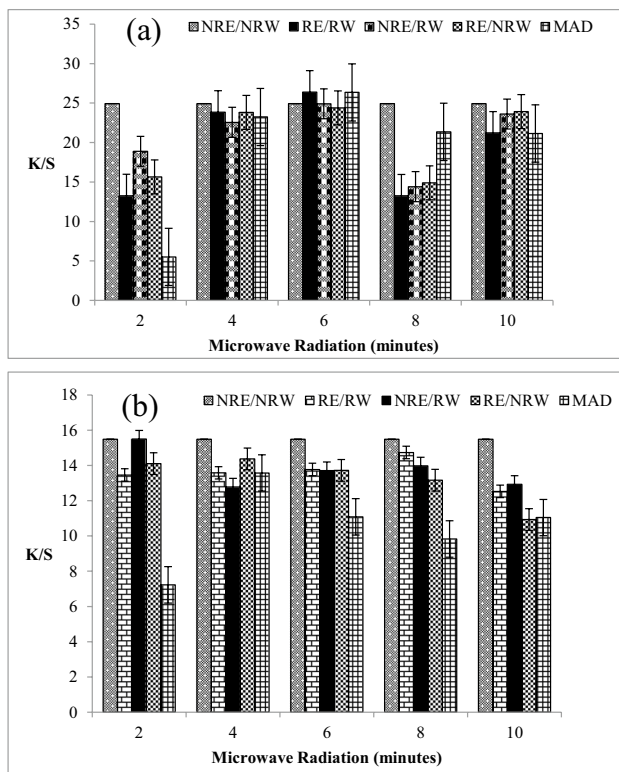 (a)
NRE/NRW RE/RW NRE/RW RE/NRW MAD
35
30
25
20
15
10
5
0
K/S
2 4 6 8 10
Microwave Radiation (minutes)
(b)
NRE/NRW RE/RW NRE/RW RE/NRW MAD
18
16
14
12
10
8
6
4
2
0
K/S
2 4 6 8 10
Microwave Radiation (minutes)